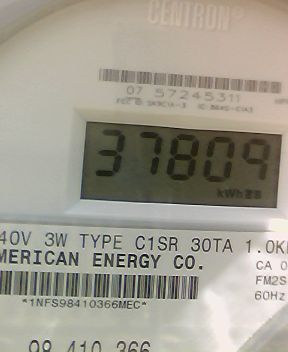 CENTRON®
07 57245311
37809
kWh
40V 3W TYPE C1SR 30TA 1.0K
MERICAN ENERGY CO.
CA 0
FM2S
60Hz
*1NFS98410366MEC*
98 410 366